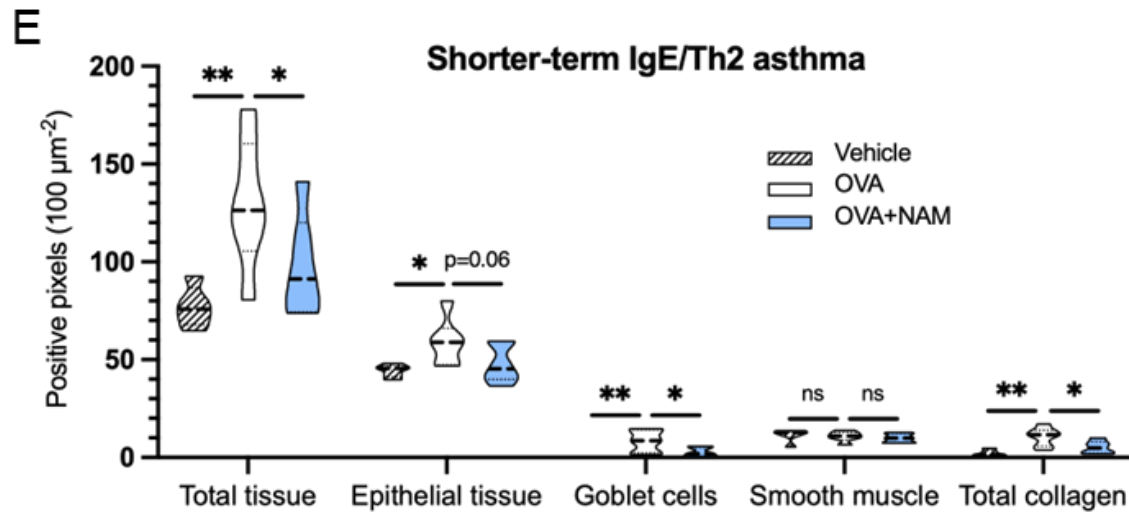 E
Shorter-term IgE/Th2 asthma
Positive pixels (100 µm⁻²)
200
150
100
50
0
** *
* p=0.06
** *
ns ns
** *
Vehicle
OVA
OVA+NAM
Total tissue Epithelial tissue Goblet cells Smooth muscle Total collagen